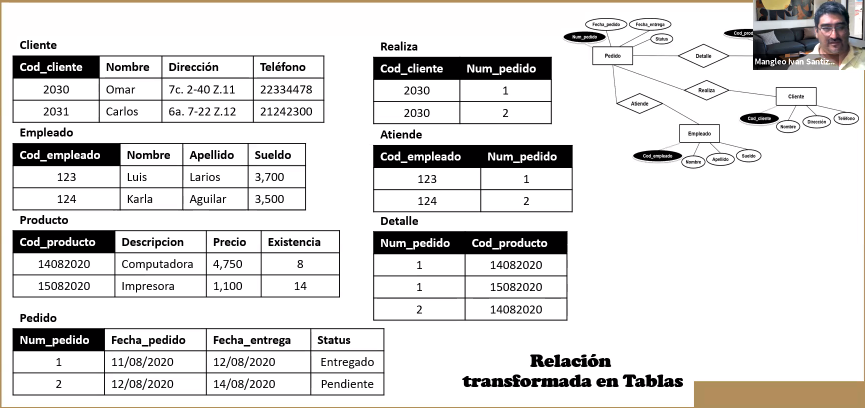 Cliente
Cod_cliente Nombre Dirección Teléfono
2030 Omar 7c. 2-40 Z.11 22334478
2031 Carlos 6a. 7-22 Z.12 21242300
Empleado
Cod_empleado Nombre Apellido Sueldo
123 Luis Larios 3,700
124 Karla Aguilar 3,500
Producto
Cod_producto Descripcion Precio Existencia
14082020 Computadora 4,750 8
15082020 Impresora 1,100 14
Pedido
Num_pedido Fecha_pedido Fecha_entrega Status
1 11/08/2020 12/08/2020 Entregado
2 12/08/2020 14/08/2020 Pendiente
Realiza
Cod_cliente Num_pedido
2030 1
2030 2
Atiende
Cod_empleado Num_pedido
123 1
124 2
Detalle
Num_pedido Cod_producto
1 14082020
1 15082020
2 14082020
Fecha_pedido Fecha_entrega
Num_pedido Status
Pedido Detalle
Realiza
Cliente
Atiende
Cod_cliente Nombre Dirección Teléfono
Empleado
Cod_empleado Nombre Apellido Sueldo
Mangleo Ivan Santiz...
Relación
transformada en Tablas